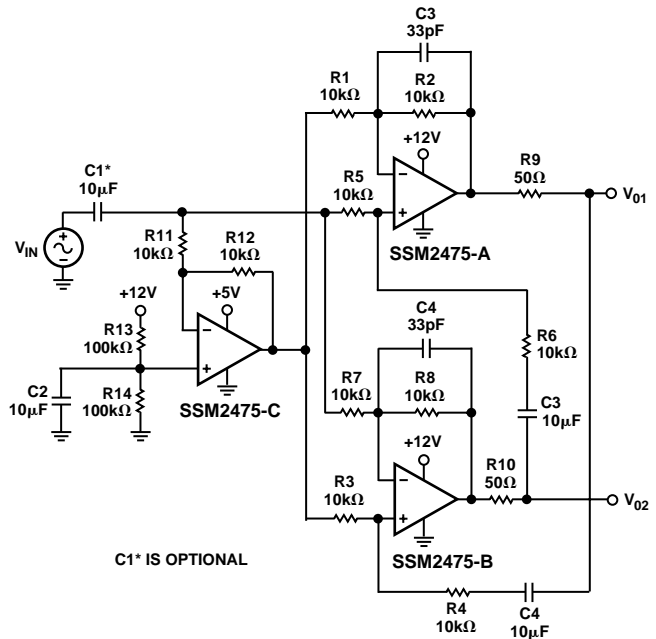 C3
33pF
R1
10kΩ
R2
10kΩ
+12V
C1*
10μF
R5
10kΩ
R9
50Ω
V01
VIN
R11
10kΩ
R12
10kΩ
SSM2475-A
+12V
+5V
R13
100kΩ
C4
33pF
R6
10kΩ
C2
10μF
R14
100kΩ
SSM2475-C
R7
10kΩ
R8
10kΩ
C3
10μF
+12V
R10
50Ω
R3
10kΩ
V02
C1* IS OPTIONAL
SSM2475-B
R4
10kΩ
C4
10μF